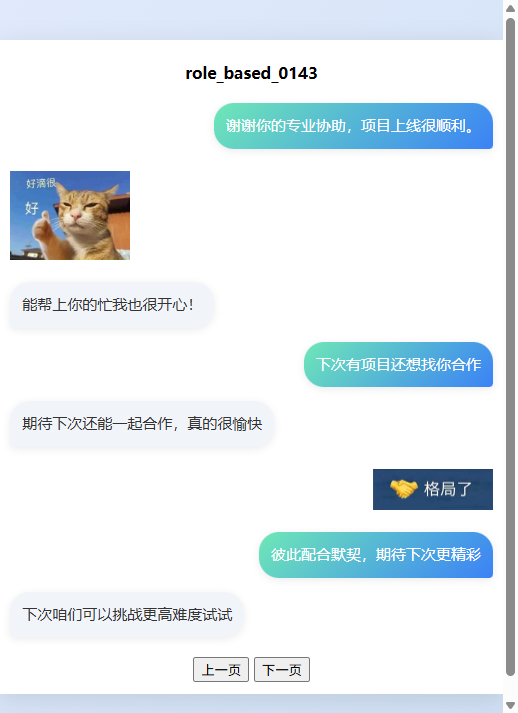 role_based_0143
谢谢你的专业协助，项目上线很顺利。
好滴很
好
能帮上你的忙我也很开心！
下次有项目还想找你合作
期待下次还能一起合作，真的很愉快
格局了
彼此配合默契，期待下次更精彩
下次咱们可以挑战更高难度试试
上一页 下一页